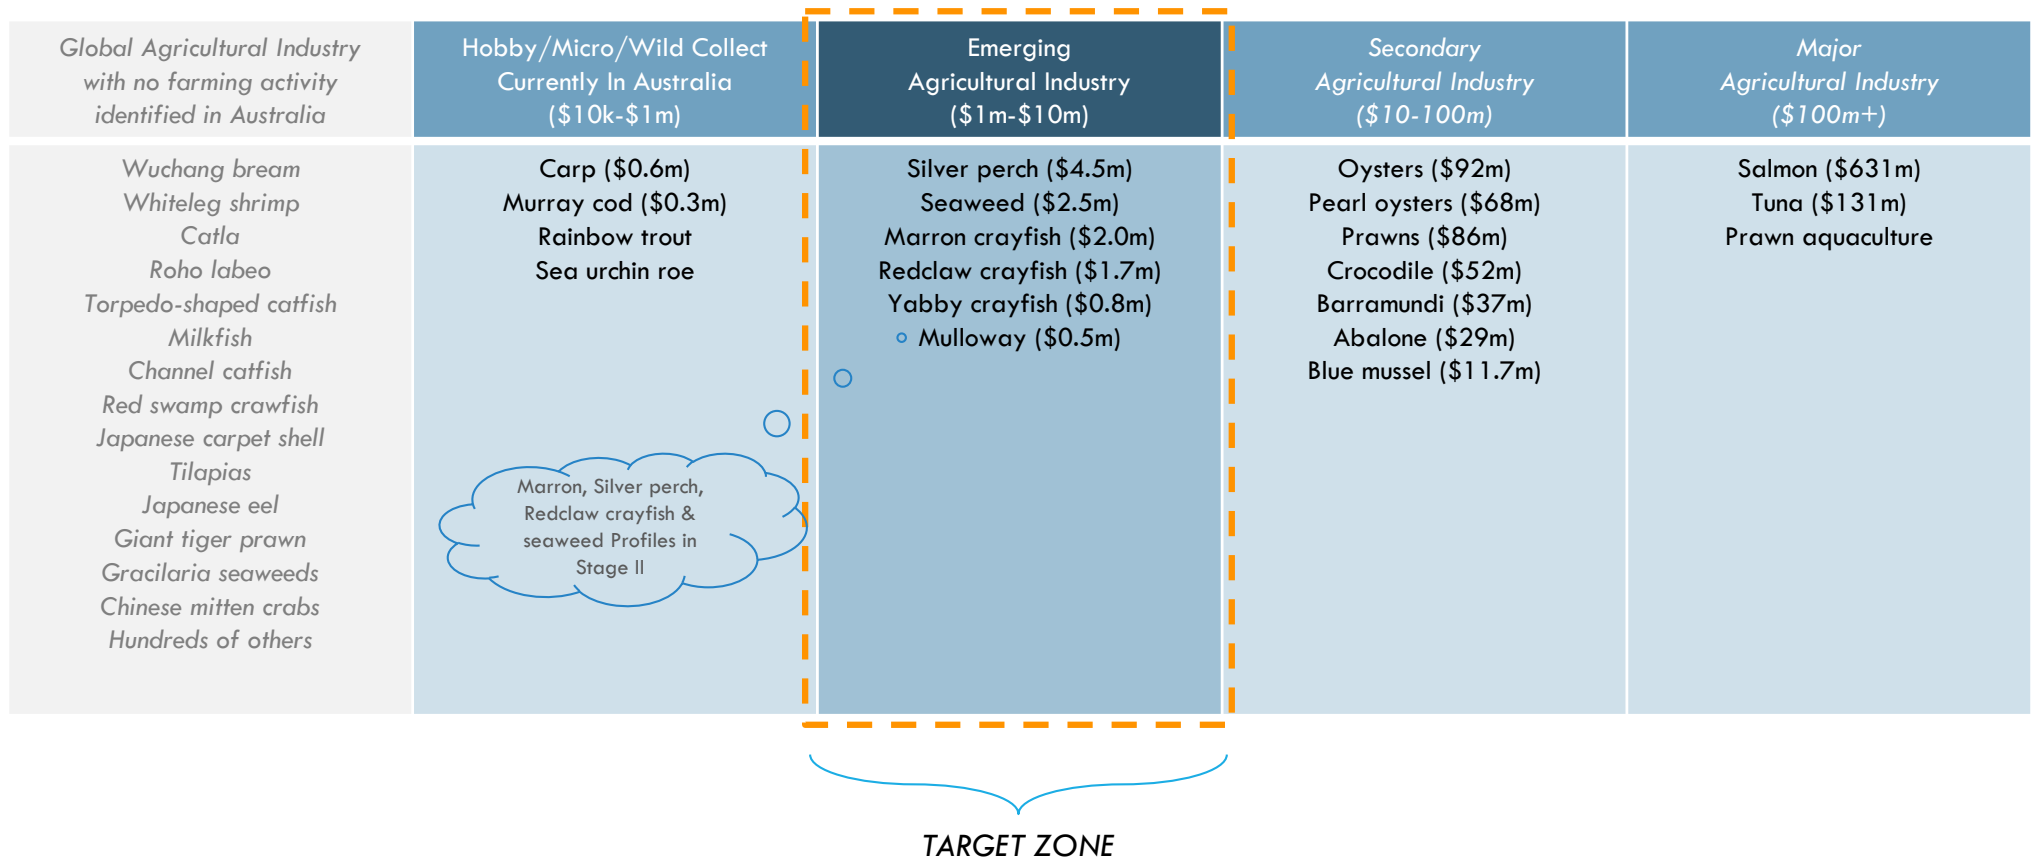 Global Agricultural Industry
with no farming activity
identified in Australia
Wuchang bream
Whiteleg shrimp
Catla
Roho labeo
Torpedo-shaped catfish
Milkfish
Channel catfish
Red swamp crawfish
Japanese carpet shell
Tilapias
Japanese eel
Giant tiger prawn
Gracilaria seaweeds
Chinese mitten crabs
Hundreds of others
Hobby/Micro/Wild Collect
Currently In Australia
($10k-$1m)
Carp ($0.6m)
Murray cod ($0.3m)
Rainbow trout
Sea urchin roe
Marron, Silver perch,
Redclaw crayfish &
seaweed Profiles in
Stage II
Emerging
Agricultural Industry
($1m-$10m)
Silver perch ($4.5m)
Seaweed ($2.5m)
Marron crayfish ($2.0m)
Redclaw crayfish ($1.7m)
Yabby crayfish ($0.8m)
Mulloway ($0.5m)
Secondary
Agricultural Industry
($10-100m)
Oysters ($92m)
Pearl oysters ($68m)
Prawns ($86m)
Crocodile ($52m)
Barramundi ($37m)
Abalone ($29m)
Blue mussel ($11.7m)
Major
Agricultural Industry
($100m+)
Salmon ($631m)
Tuna ($131m)
Prawn aquaculture
TARGET ZONE